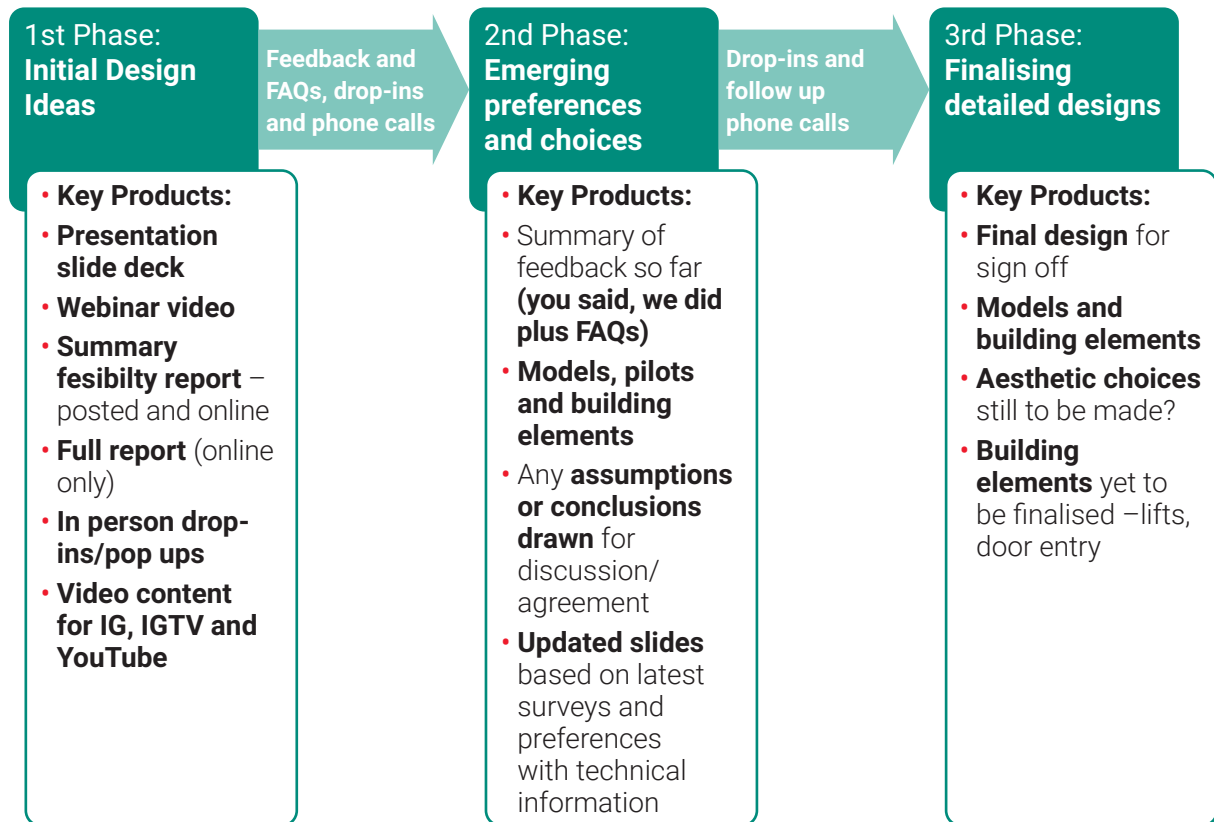 1st Phase:
Initial Design
Ideas
Feedback and
FAQs, drop-ins
and phone calls
2nd Phase:
Emerging
preferences
and choices
Drop-ins and
follow up
phone calls
3rd Phase:
Finalising
detailed designs
• Key Products:
• Presentation
slide deck
• Webinar video
• Summary
fesibilty report –
posted and online
• Full report (online
only)
• In person drop-
ins/pop ups
• Video content
for IG, IGTV and
YouTube
• Key Products:
• Summary of
feedback so far
(you said, we did
plus FAQs)
• Models, pilots
and building
elements
• Any assumptions
or conclusions
drawn for
discussion/
agreement
• Updated slides
based on latest
surveys and
preferences
with technical
information
• Key Products:
• Final design for
sign off
• Models and
building elements
• Aesthetic choices
still to be made?
• Building
elements yet to
be finalised –lifts,
door entry